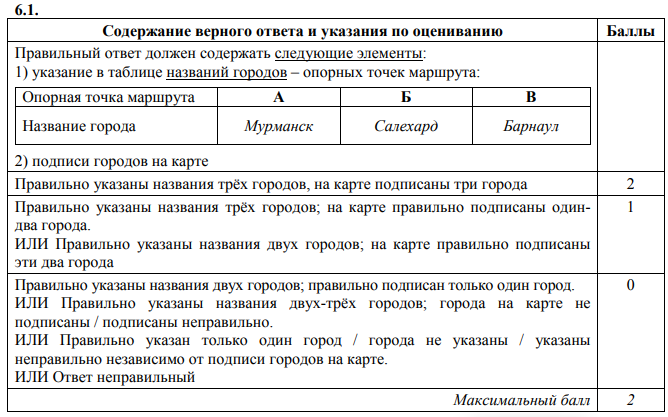 6.1.
Содержание верного ответа и указания по оцениванию Баллы
Правильный ответ должен содержать следующие элементы:
1) указание в таблице названий городов – опорных точек маршрута:
Опорная точка маршрута А Б В
Название города Мурманск Салехард Барнаул
2) подписи городов на карте
Правильно указаны названия трёх городов, на карте подписаны три города 2
Правильно указаны названия трёх городов; на карте правильно подписаны один- 1
два города.
ИЛИ Правильно указаны названия двух городов; на карте правильно подписаны
эти два города
Правильно указаны названия двух городов; правильно подписан только один город. 0
ИЛИ Правильно указаны названия двух-трёх городов; города на карте не
подписаны / подписаны неправильно.
ИЛИ Правильно указан только один город / города не указаны / указаны
неправильно независимо от подписи городов на карте.
ИЛИ Ответ неправильный
Максимальный балл 2